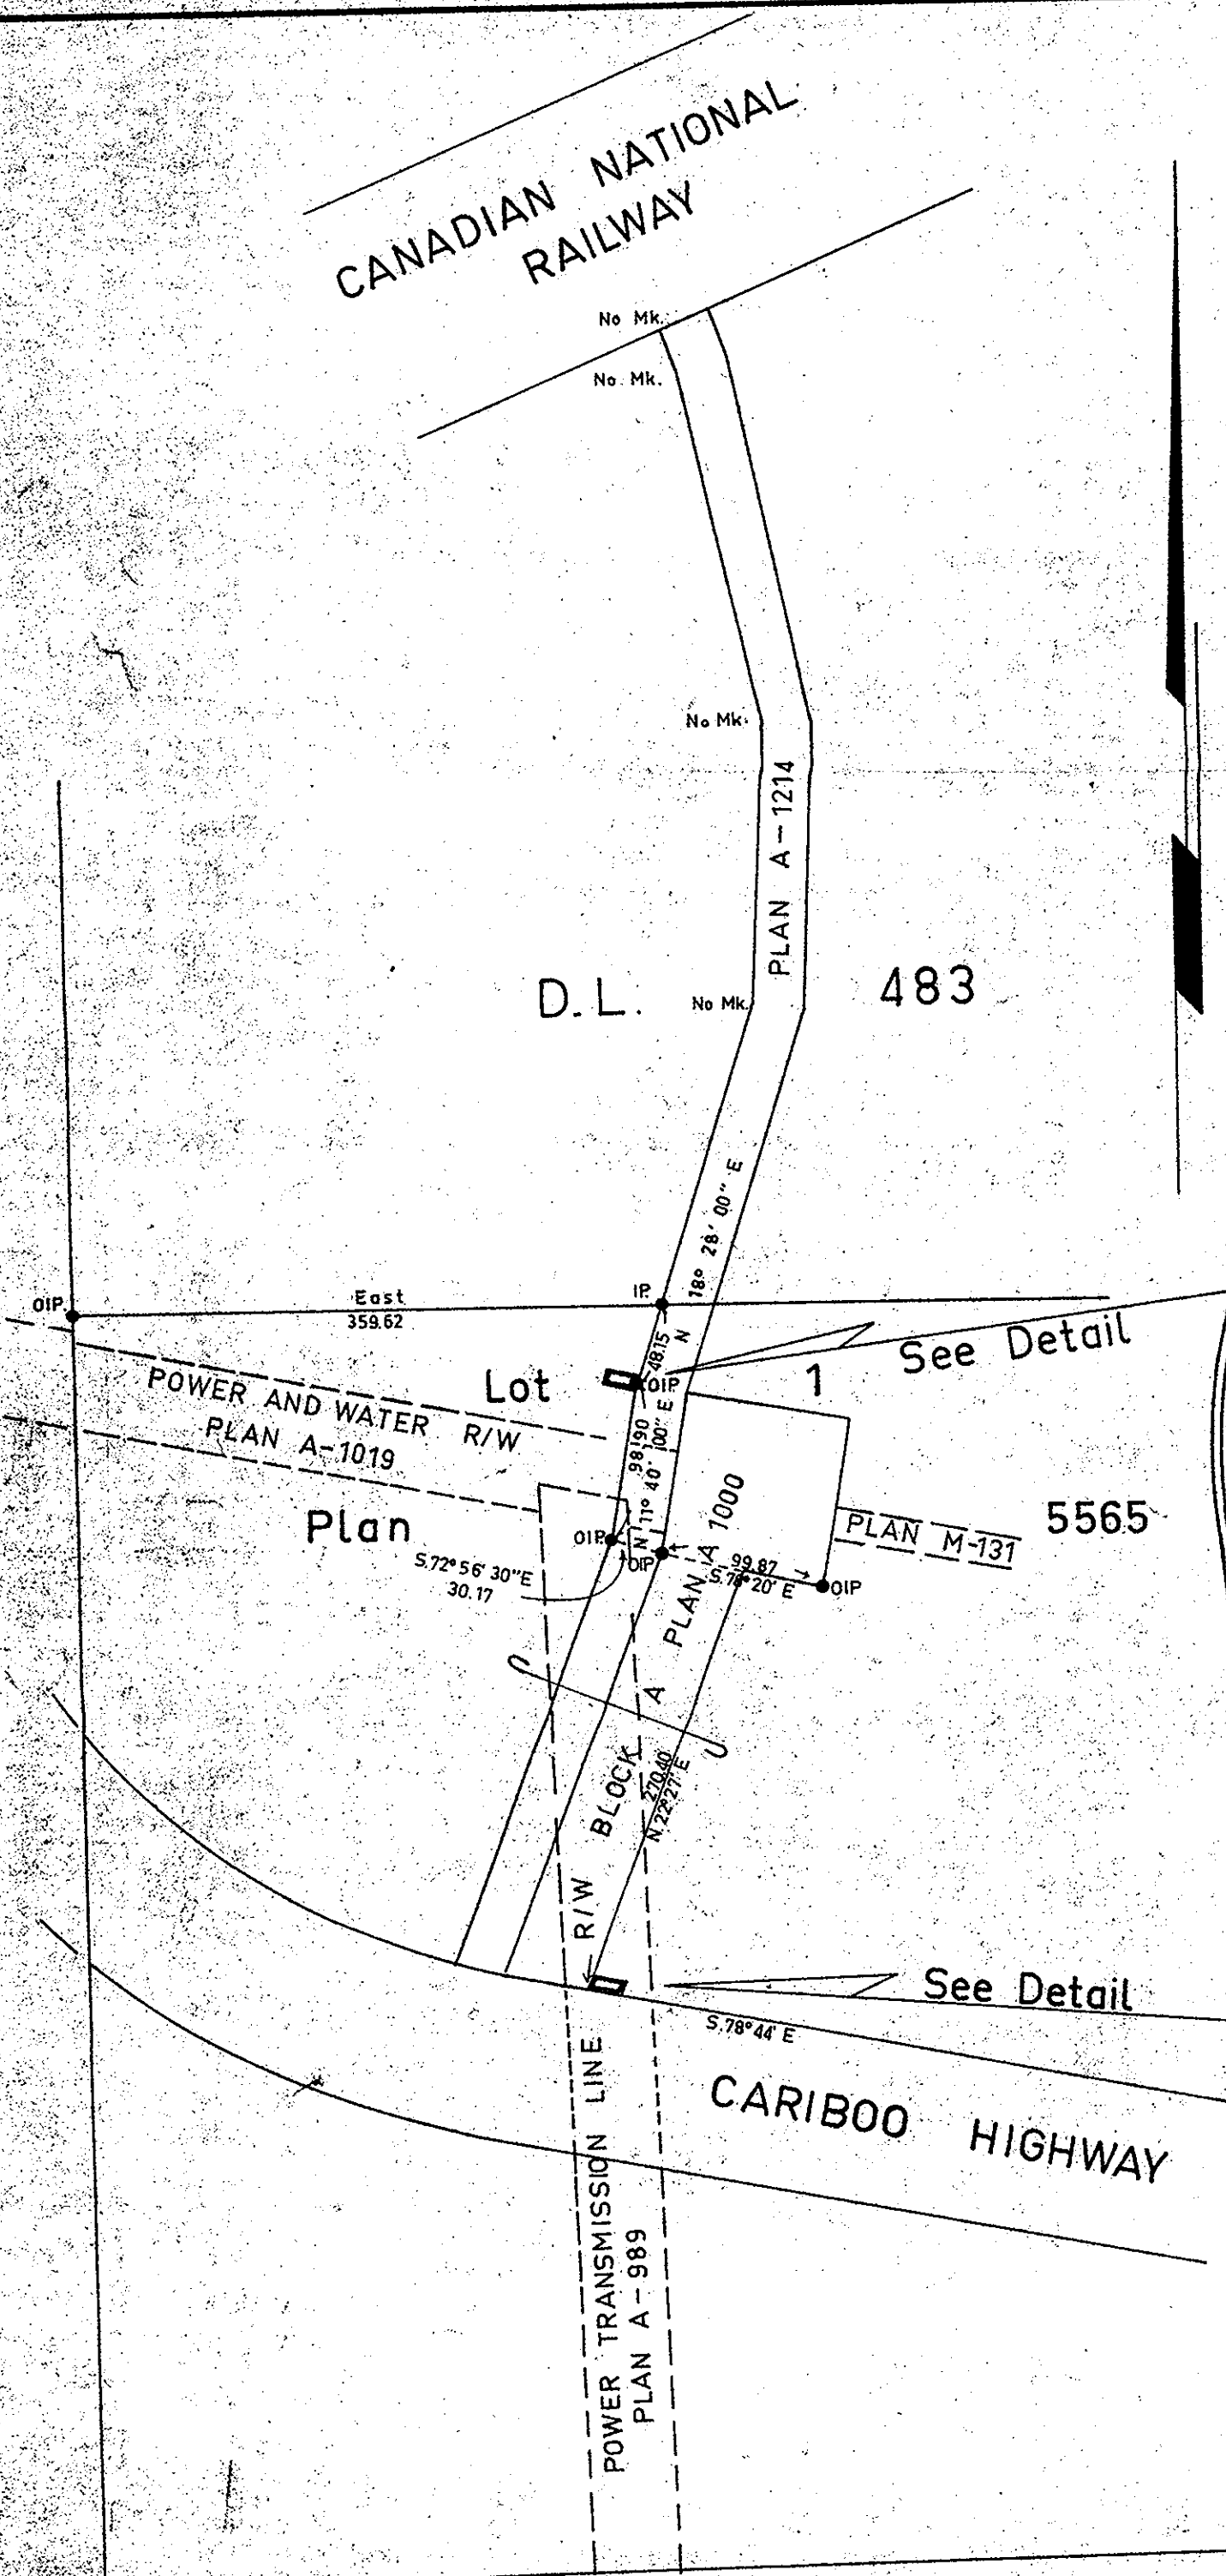 CANADIAN NATIONAL
RAILWAY
No Mk.
No. Mk.
No Mk.
PLAN A-1214
D.L. 483
No Mk.
N 18° 28' 00" E
OIP.
East
359.62
IP.
48.15
See Detail
Lot 1
OIP
POWER AND WATER R/W
PLAN A-1019
98.90
N 11° 40' 00" E
Plan 5565
PLAN M-131
OIP.
OIP
S.72° 56' 30"E
30.17
99.87
S.78° 20' E
OIP
BLOCK A PLAN A 1000
270.40
N.22° 27' E
See Detail
S.78° 44' E
CARIBOO HIGHWAY
POWER TRANSMISSION LINE R/W
PLAN A-989